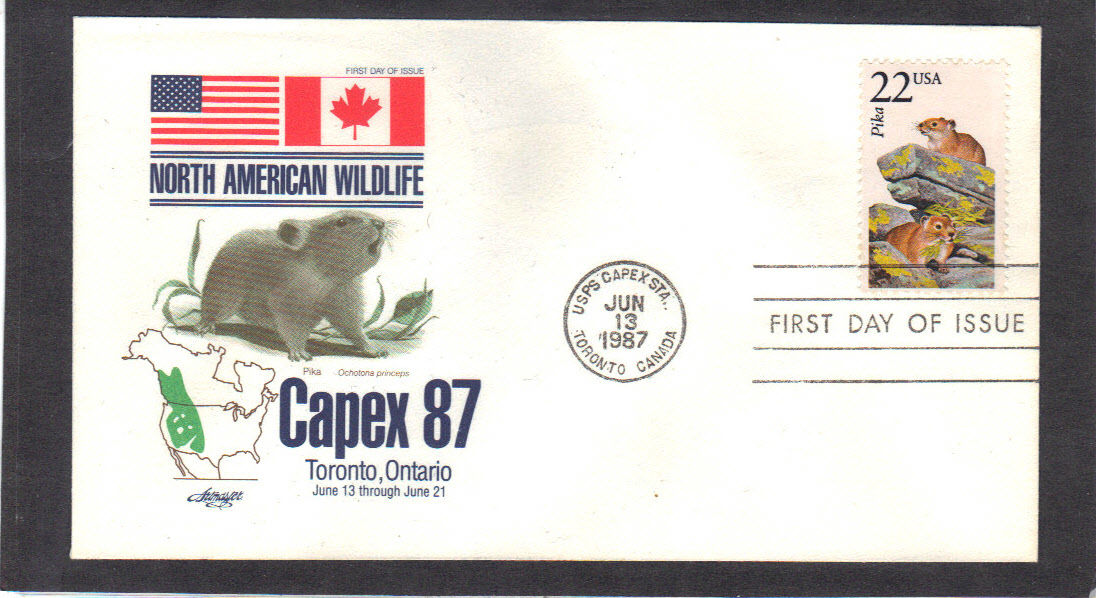 FIRST DAY OF ISSUE
NORTH AMERICAN WILDLIFE
Pika Ochotona princeps
Capex 87
Toronto, Ontario
June 13 through June 21
Artmaster
22 USA
Pika
USPS CAPEX STA.
JUN
13
1987
TORONTO CANADA
FIRST DAY OF ISSUE